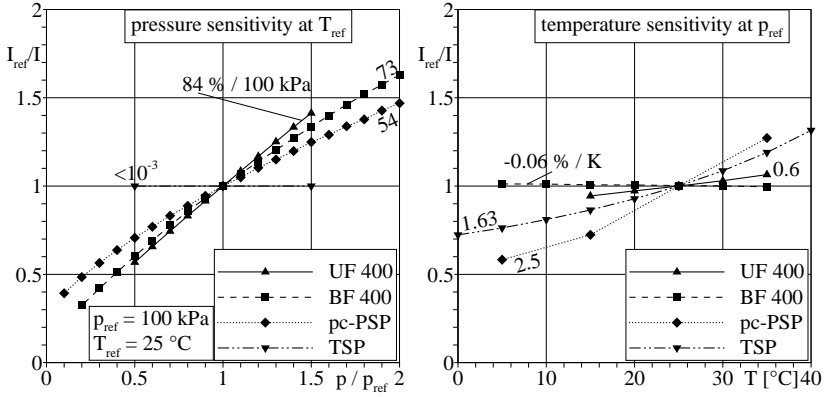 pressure sensitivity at T_ref
I_ref/I
2
1.5
1
0.5
0
73
84 % / 100 kPa
54
<10^-3
UF 400
BF 400
pc-PSP
TSP
p_ref = 100 kPa
T_ref = 25 °C
0
0.5
1
1.5
2
p / p_ref
temperature sensitivity at p_ref
I_ref/I
2
1.5
1
0.5
0
-0.06 % / K
0.6
1.63
2.5
UF 400
BF 400
pc-PSP
TSP
0
10
20
30
T [°C]
40